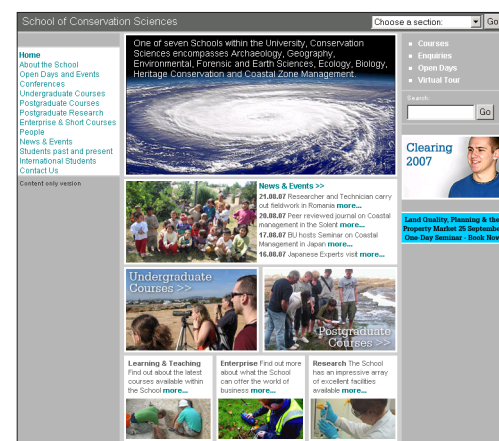 School of Conservation Sciences
Choose a section:
Go
Home
About the School
Open Days and Events
Conferences
Undergraduate Courses
Postgraduate Courses
Postgraduate Research
Enterprise & Short Courses
People
News & Events
Students past and present
International Students
Contact Us
Content only version
One of seven Schools within the University, Conservation
Sciences encompasses Archaeology, Geography,
Environmental, Forensic and Earth Sciences, Ecology, Biology,
Heritage Conservation and Coastal Zone Management.
News & Events >>
21.08.07 Researcher and Technician carry
out fieldwork in Romania more...
20.08.07 Peer reviewed journal on Coastal
management in the Solent more...
17.08.07 BU hosts Seminar on Coastal
Management in Japan more...
16.08.07 Japanese Experts visit more...
Undergraduate
Courses >>
Postgraduate
Courses >>
Learning & Teaching
Find out about the latest
courses available within
the School more...
Enterprise Find out more
about what the School
can offer the world of
business more...
Research The School
has an impressive array
of excellent facilities
available more...
Courses
Enquiries
Open Days
Virtual Tour
Search:
Go
Clearing
2007
Land Quality, Planning & the
Property Market 25 Septembe
One-Day Seminar - Book Now